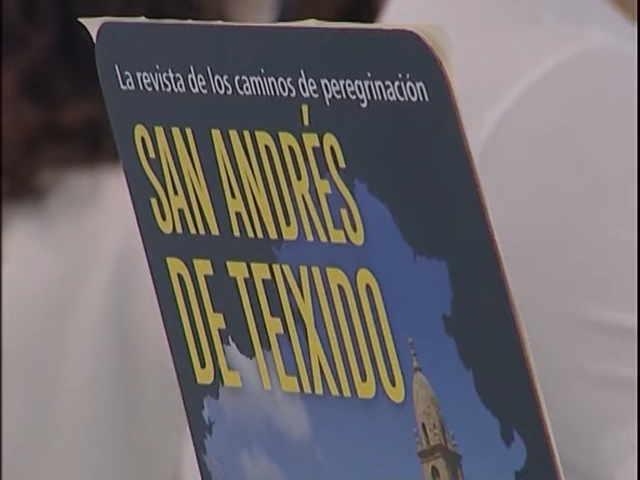 La revista de los caminos de peregrinación
SAN ANDRÉS
DE TEIXIDO